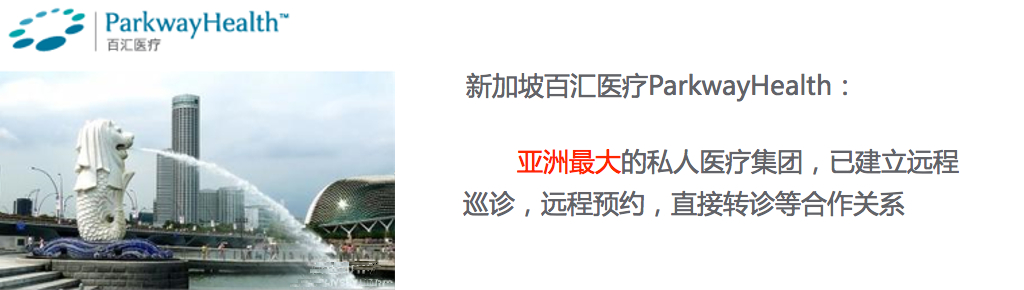 ParkwayHealth™
百汇医疗
新加坡百汇医疗ParkwayHealth：
亚洲最大的私人医疗集团，已建立远程
巡诊，远程预约，直接转诊等合作关系